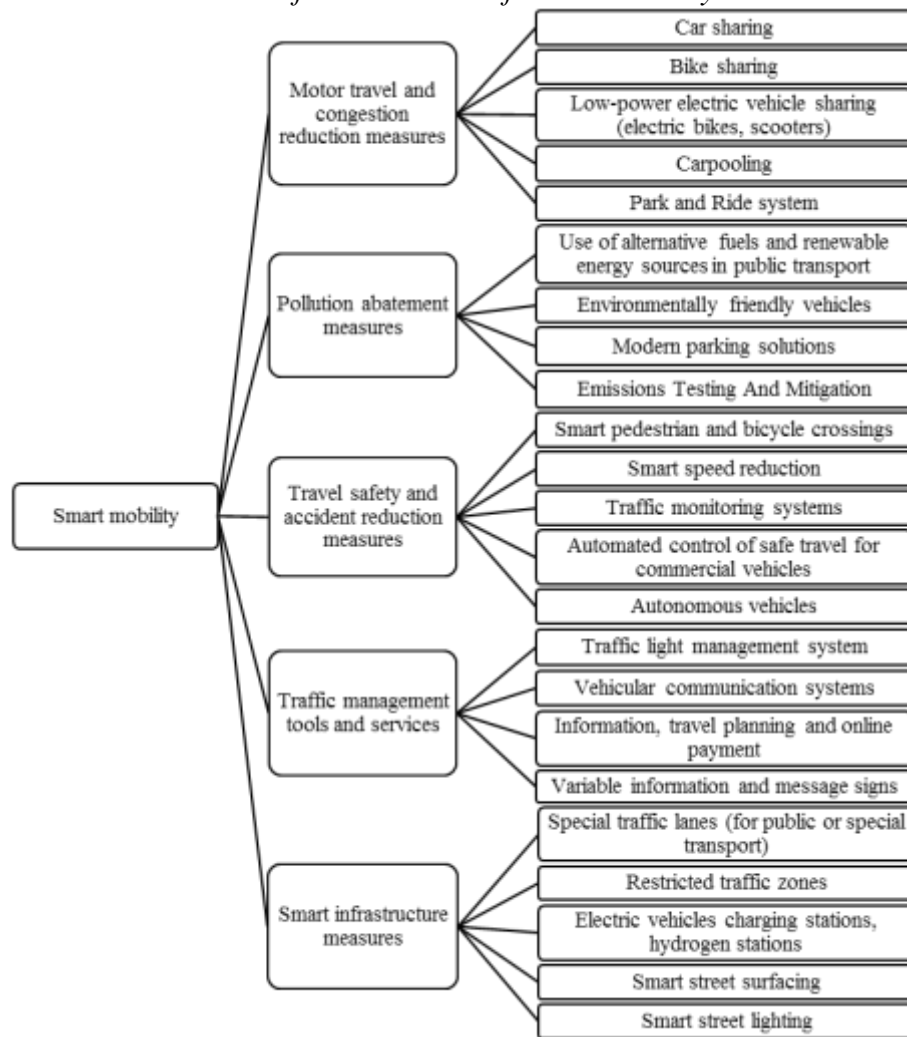 Car sharing
Motor travel and
congestion
reduction measures
Bike sharing
Low-power electric vehicle sharing
(electric bikes, scooters)
Carpooling
Park and Ride system
Pollution abatement
measures
Use of alternative fuels and renewable
energy sources in public transport
Environmentally friendly vehicles
Modern parking solutions
Emissions Testing And Mitigation
Smart mobility
Travel safety and
accident reduction
measures
Smart pedestrian and bicycle crossings
Smart speed reduction
Traffic monitoring systems
Automated control of safe travel for
commercial vehicles
Autonomous vehicles
Traffic management
tools and services
Traffic light management system
Vehicular communication systems
Information, travel planning and online
payment
Variable information and message signs
Smart infrastructure
measures
Special traffic lanes (for public or special
transport)
Restricted traffic zones
Electric vehicles charging stations,
hydrogen stations
Smart street surfacing
Smart street lighting